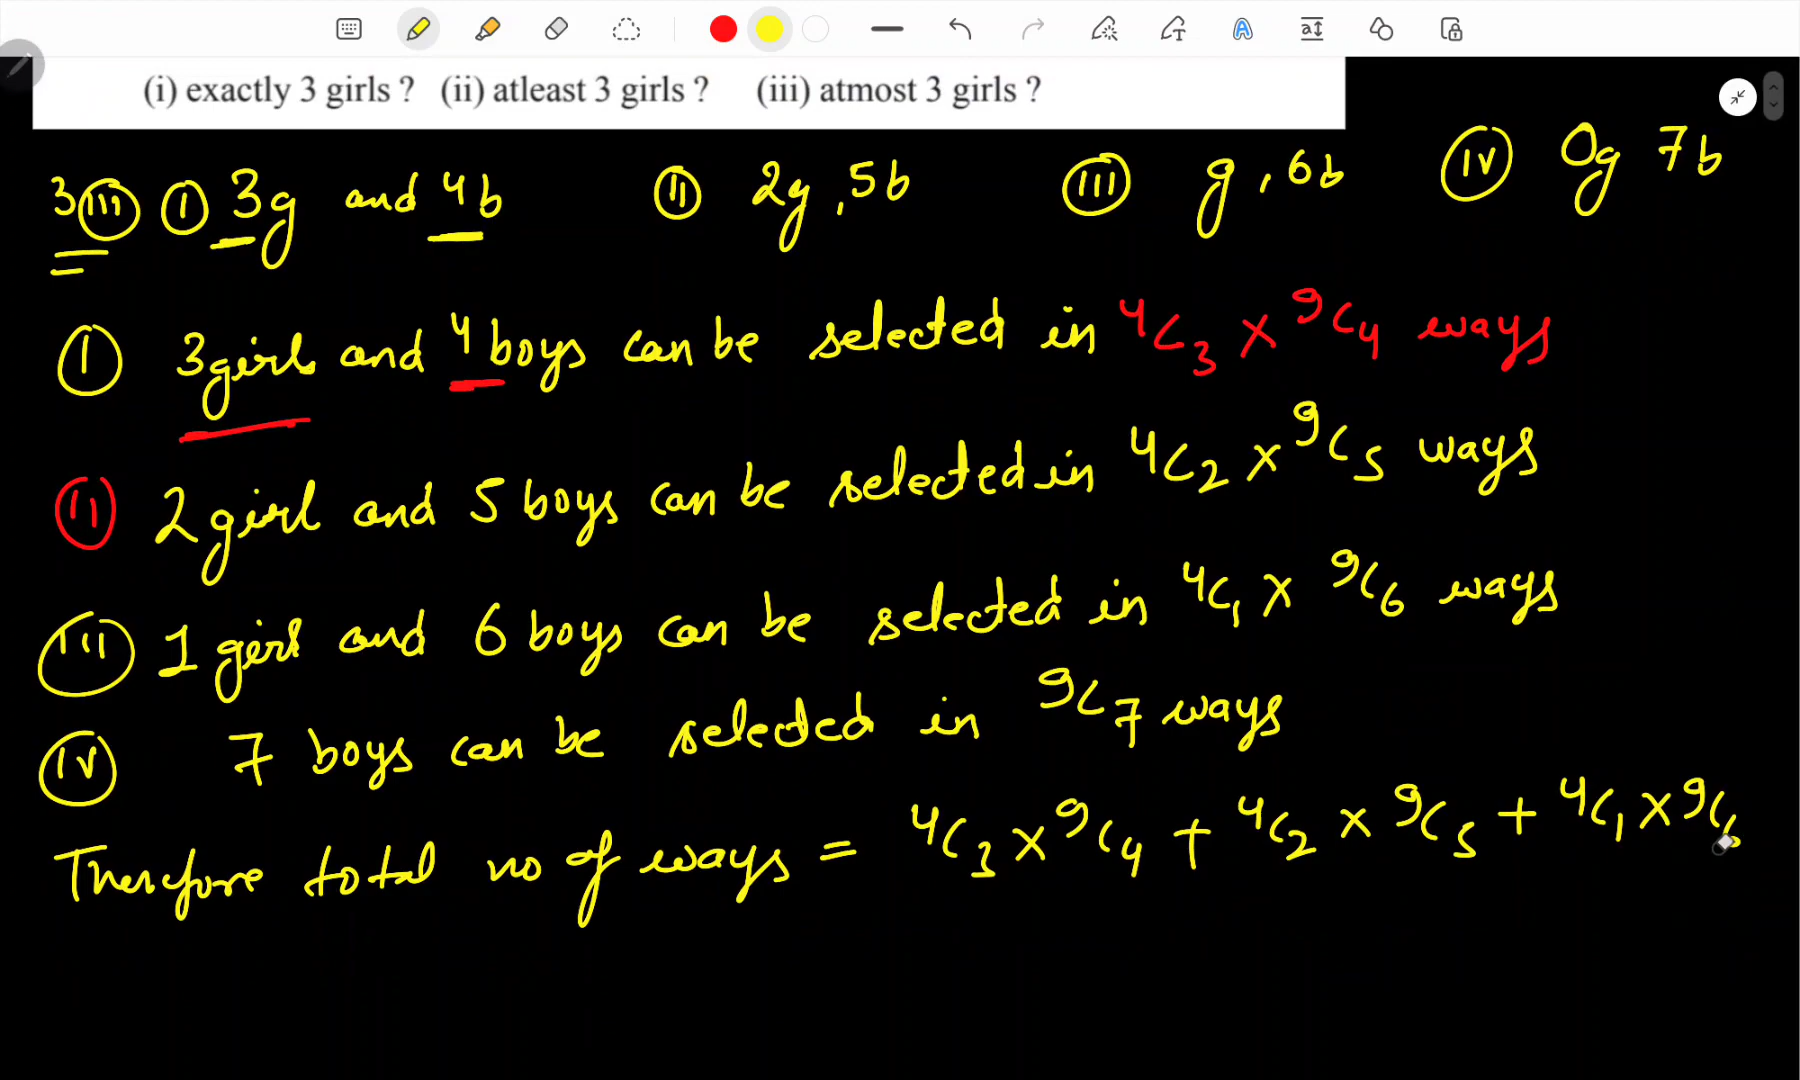 (i) exactly 3 girls ? (ii) atleast 3 girls ? (iii) atmost 3 girls ?
3 (iii) (i) 3g and 4b (ii) 2g, 5b (iii) g, 6b (iv) 0g 7b
(i) 3girls and 4 boys can be selected in ⁴C₃ × ⁹C₄ ways
(ii) 2 girl and 5 boys can be selected in ⁴C₂ × ⁹C₅ ways
(iii) 1 girl and 6 boys can be selected in ⁴C₁ × ⁹C₆ ways
(iv) 7 boys can be selected in ⁹C₇ ways
Therefore total no of ways = ⁴C₃ × ⁹C₄ + ⁴C₂ × ⁹C₅ + ⁴C₁ × ⁹C₆